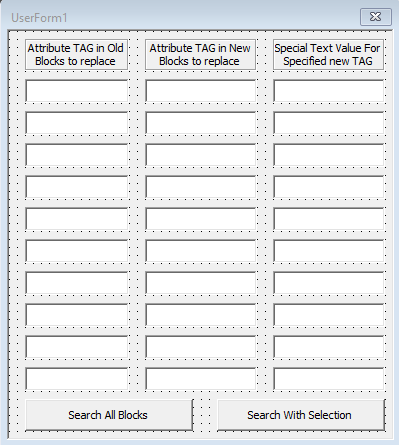 UserForm1
Attribute TAG in Old
Blocks to replace
Attribute TAG in New
Blocks to replace
Special Text Value For
Specified new TAG
Search All Blocks
Search With Selection